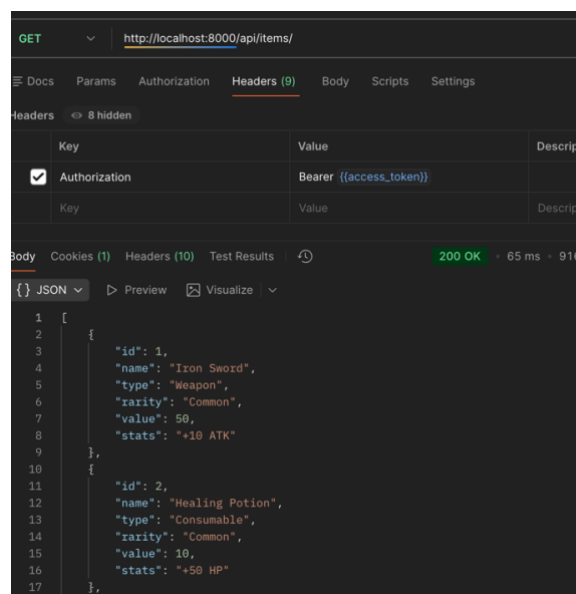 GET http://localhost:8000/api/items/
Docs Params Authorization Headers (9) Body Scripts Settings
Headers 8 hidden
Key Value Descrip
Authorization Bearer {{access_token}}
Key Value Descrip
Body Cookies (1) Headers (10) Test Results 200 OK • 65 ms • 916
{} JSON Preview Visualize
1 [
2 {
3 "id": 1,
4 "name": "Iron Sword",
5 "type": "Weapon",
6 "rarity": "Common",
7 "value": 50,
8 "stats": "+10 ATK"
9 },
10 {
11 "id": 2,
12 "name": "Healing Potion",
13 "type": "Consumable",
14 "rarity": "Common",
15 "value": 10,
16 "stats": "+50 HP"
17 },